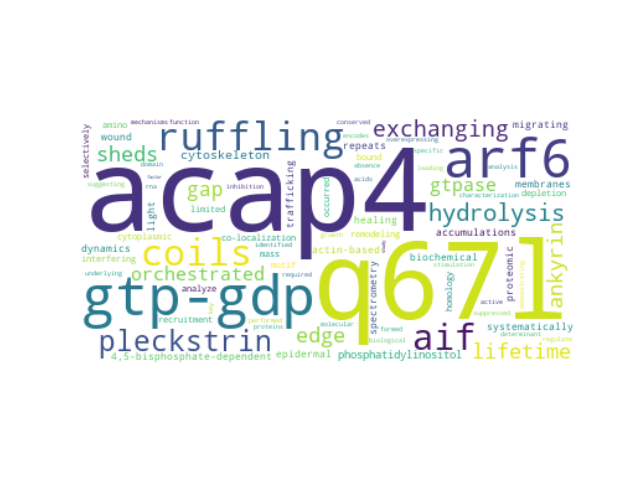 amino
mechanisms function
conserved
migrating
selectively
wound
ruffling
exchanging
overexpressing
encodes
sheds
cytoskeleton
repeats
specific
analysis
domain
factor
bound
arf6
leading
suggesting
rna
inhibition
acids
gtpase
membranes
characterization
depletion
acap4
gap
trafficking
occurred
light
limited
healing
hydrolysis
cytoplasmic
co-localization
remodeling
accumulations
dynamics
coils
identified
growth
actin-based
biochemical
interfering
mass
stimulation
ankyrin
underlying
motif
required
orchestrated
spectrometry
proteomic
homology
active
analyze
gtp-gdp
q67l
study
recruitment
key
performed
molecular
formed
suppressed
systematically
proteins
determinant
pleckstrin
edge
biological
aif
regulate
4,5-bisphosphate-dependent
epidermal
phosphatidylinositol
lifetime